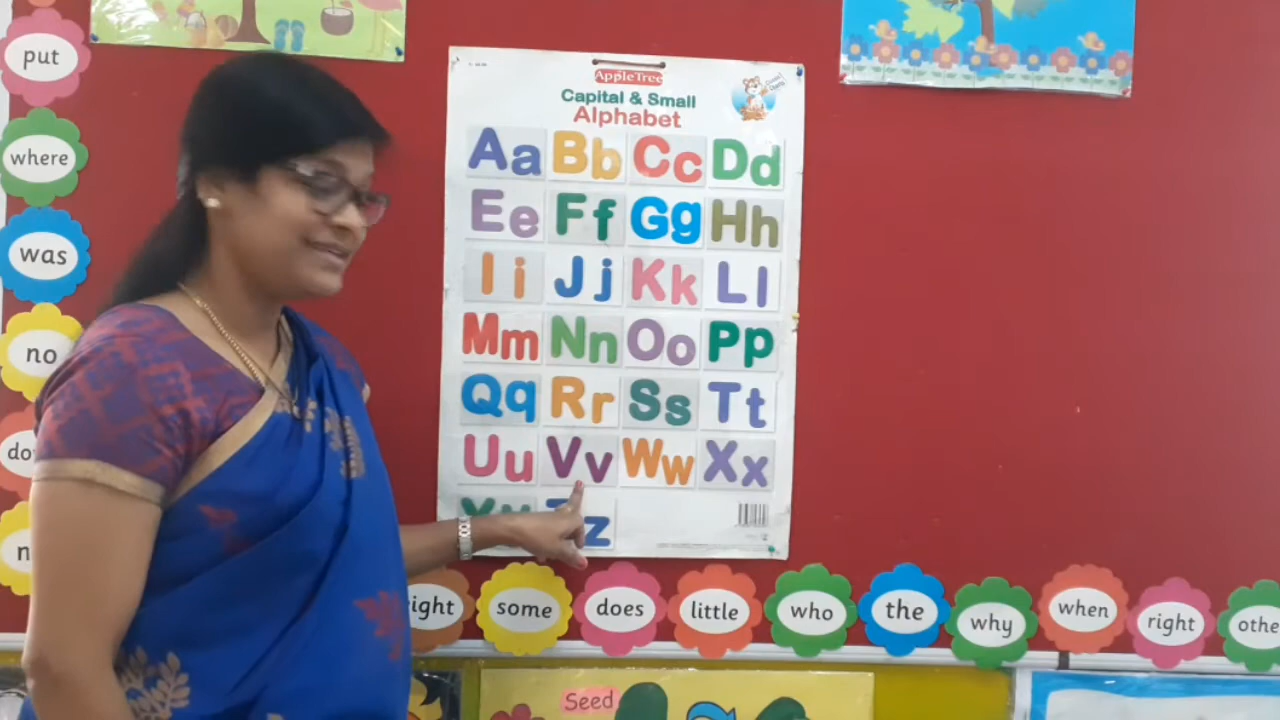 put
where
was
no
AppleTree
Capital & Small
Alphabet
Aa Bb Cc Dd
Ee Ff Gg Hh
Ii Jj Kk Ll
Mm Nn Oo Pp
Qq Rr Ss Tt
Uu Vv Ww Xx
some does little who the why when right
Seed